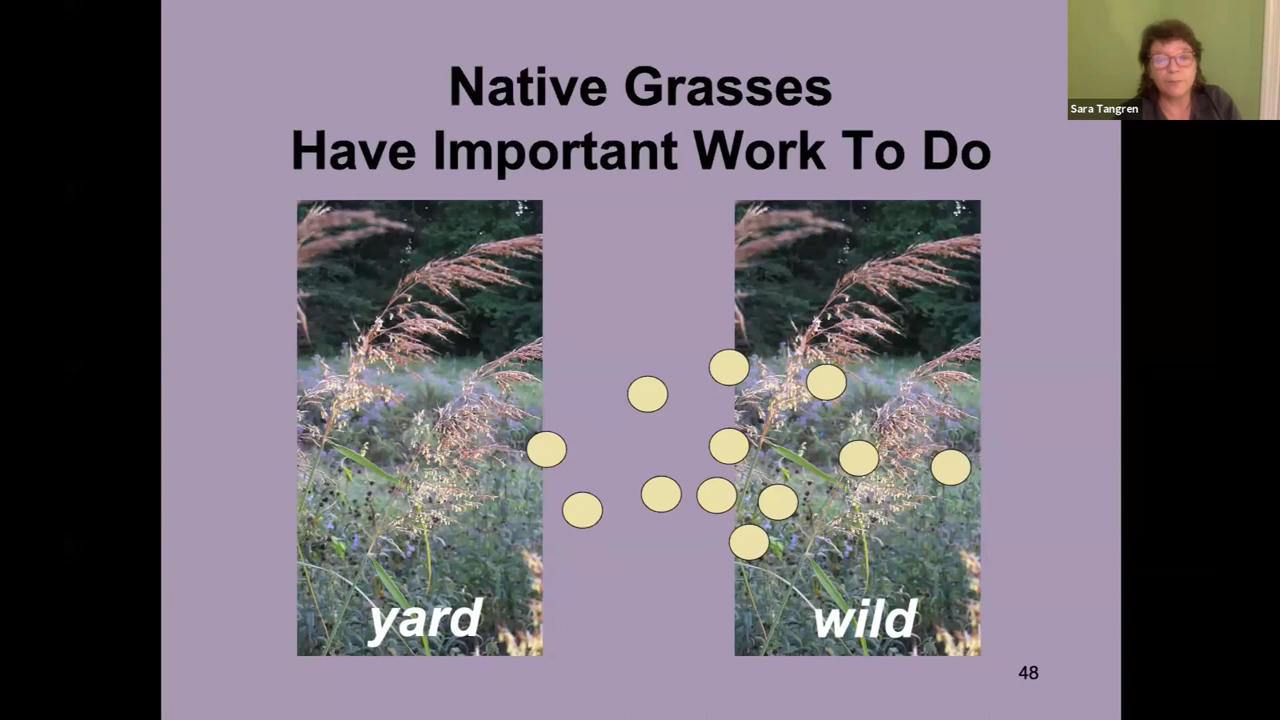 Native Grasses
Have Important Work To Do
Sara Tangren
yard
wild
48